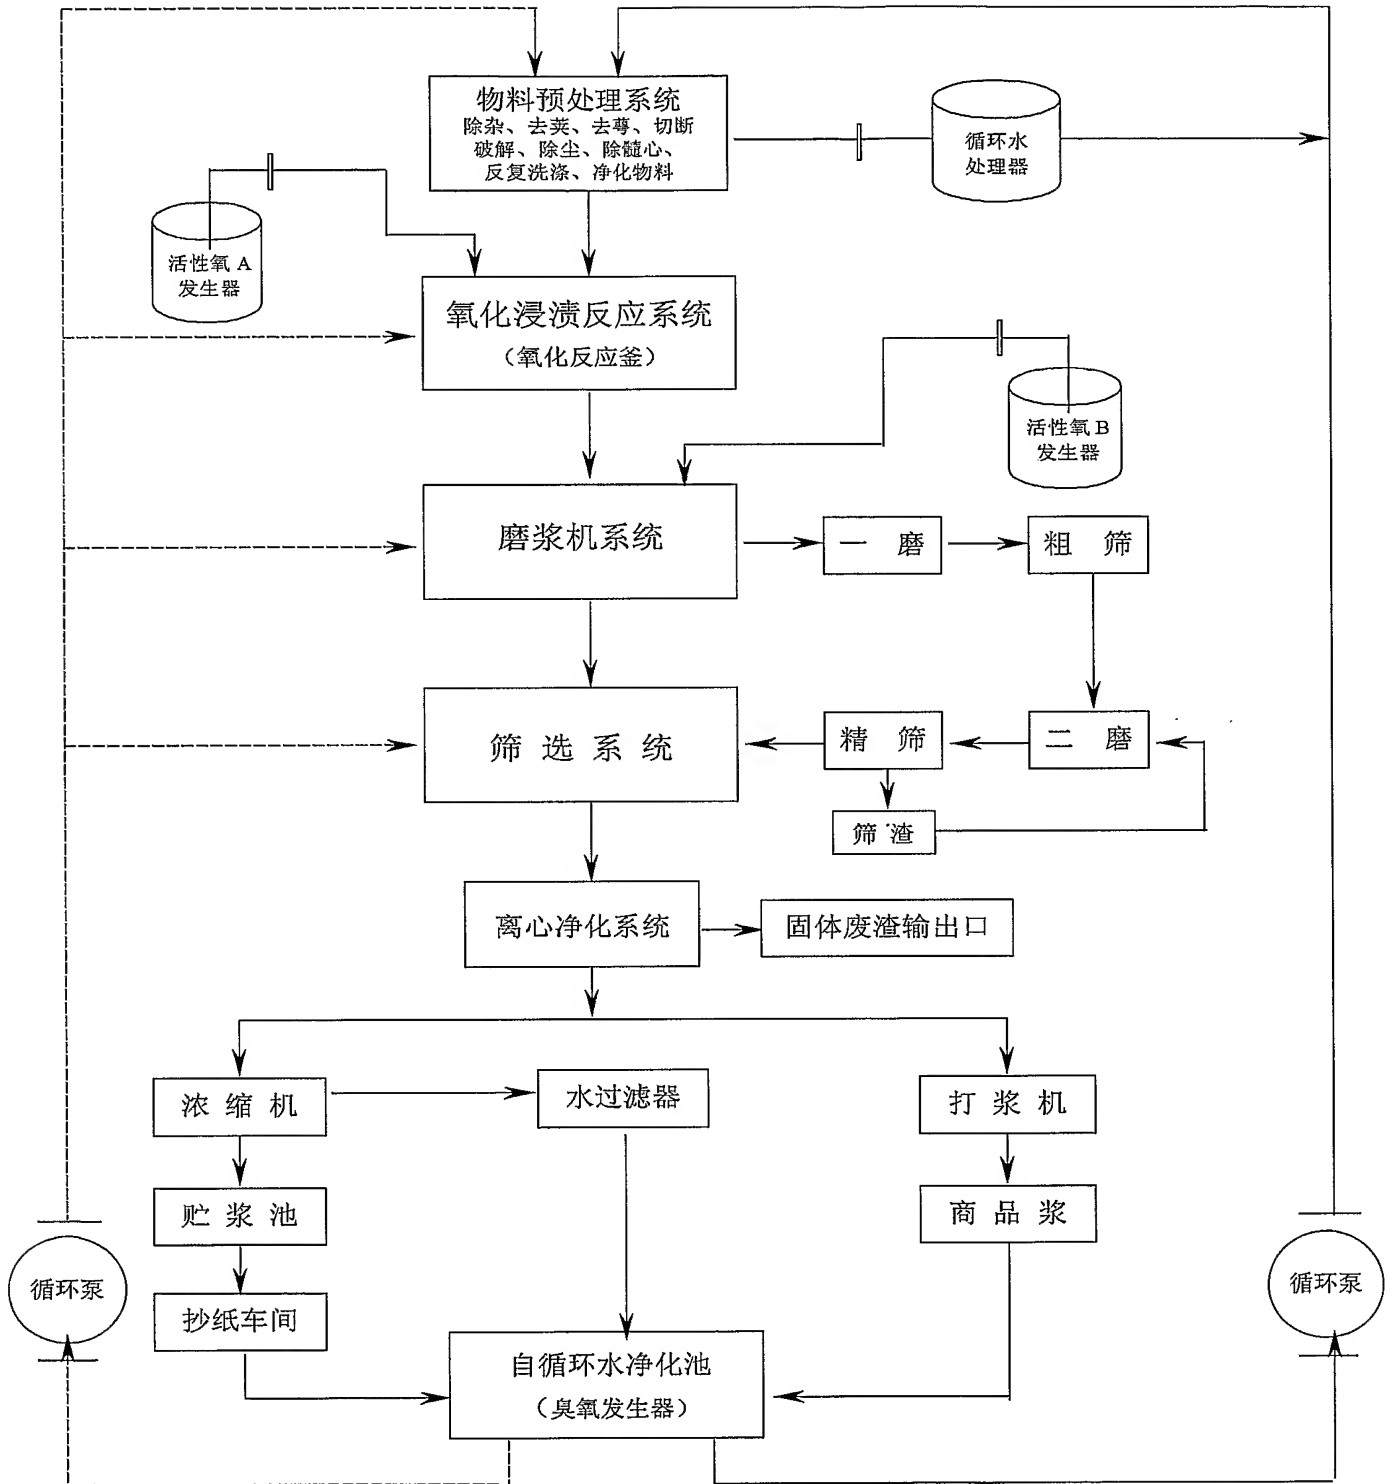 物料预处理系统
除杂、去荚、去萼、切断
破解、除尘、除髓心、
反复洗涤、净化物料
循环水
处理器
活性氧 A
发生器
氧化浸渍反应系统
（氧化反应釜）
活性氧 B
发生器
磨浆机系统
一 磨
粗 筛
筛 选 系 统
精 筛
二 磨
筛 渣
离心净化系统
固体废渣输出口
浓 缩 机
水过滤器
打 浆 机
贮 浆 池
商 品 浆
循环泵
循环泵
抄纸车间
自循环水净化池
（臭氧发生器）